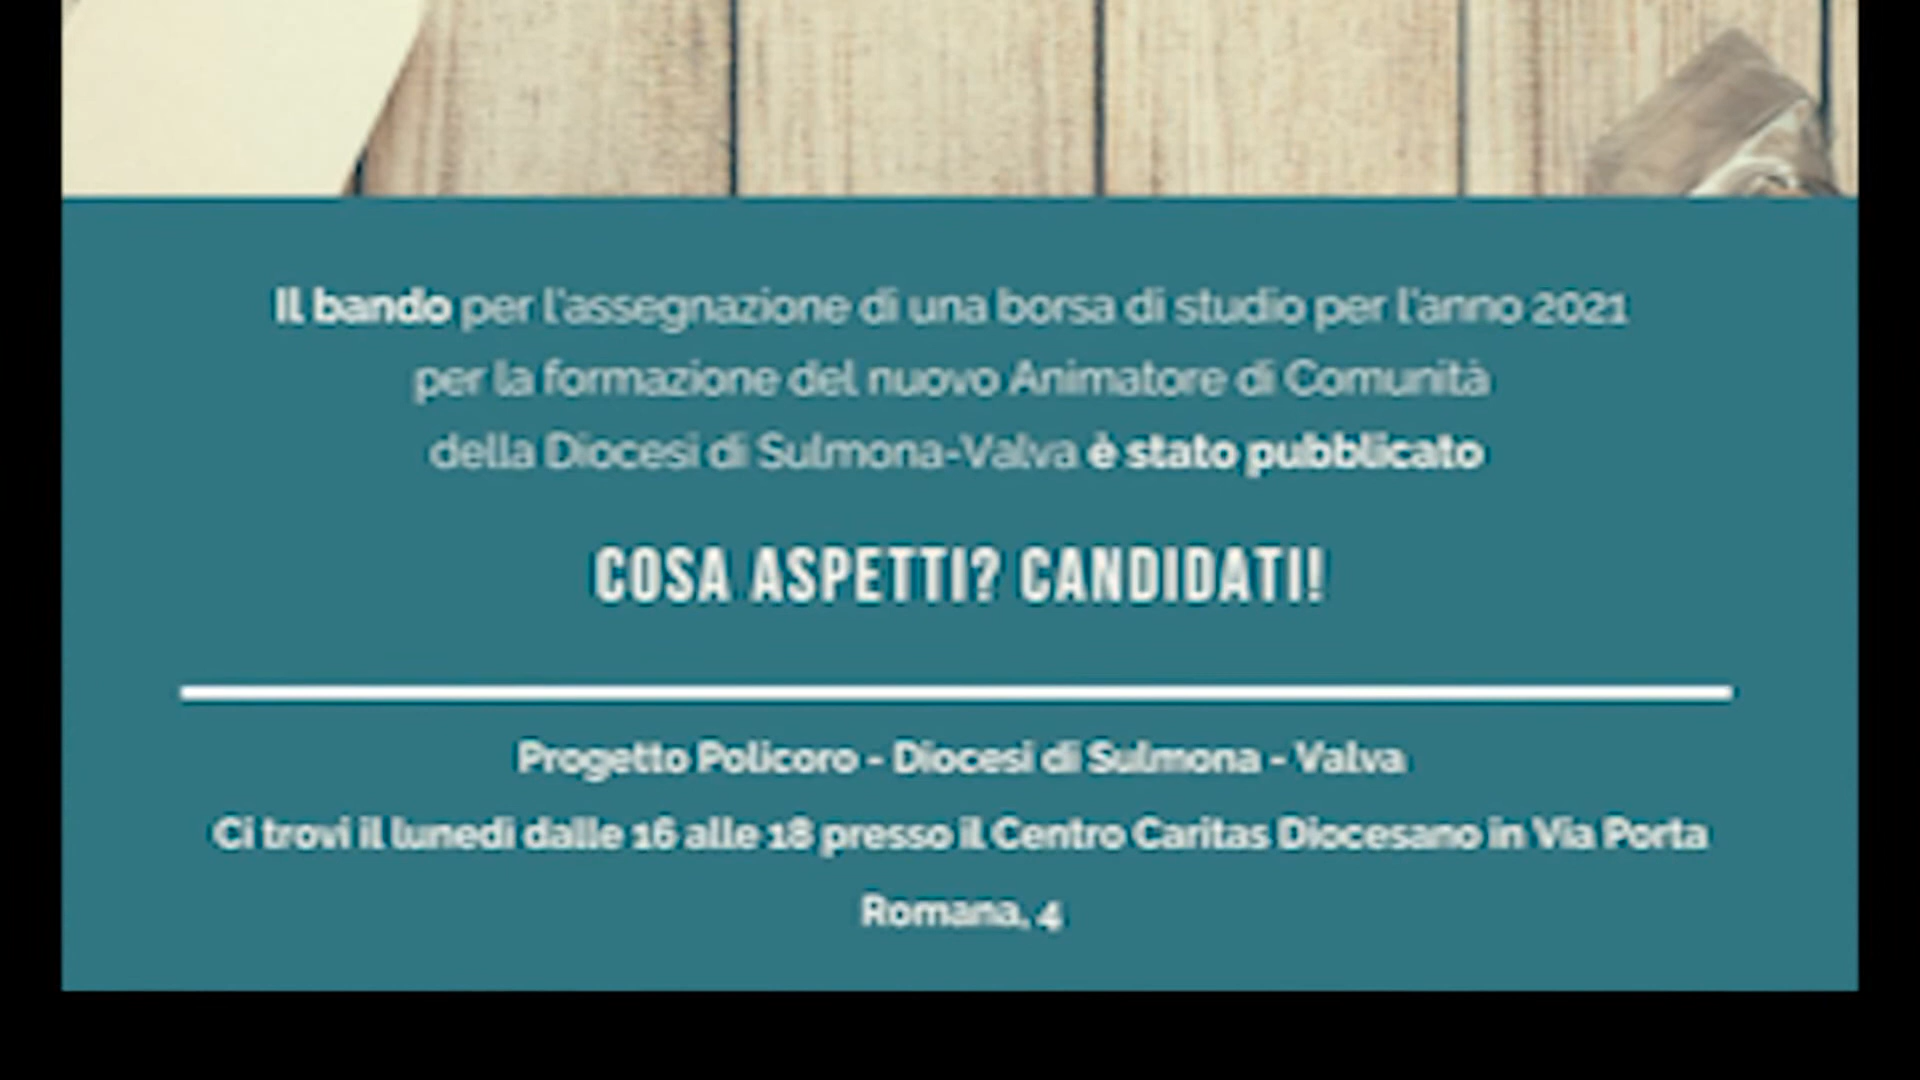 Il bando per l'assegnazione di una borsa di studio per l'anno 2021
per la formazione del nuovo Animatore di Comunità
della Diocesi di Sulmona-Valva è stato pubblicato
COSA ASPETTI? CANDIDATI!
Progetto Policoro - Diocesi di Sulmona - Valva
Ci trovi il lunedì dalle 16 alle 18 presso il Centro Caritas Diocesano in Via Porta
Romana, 4